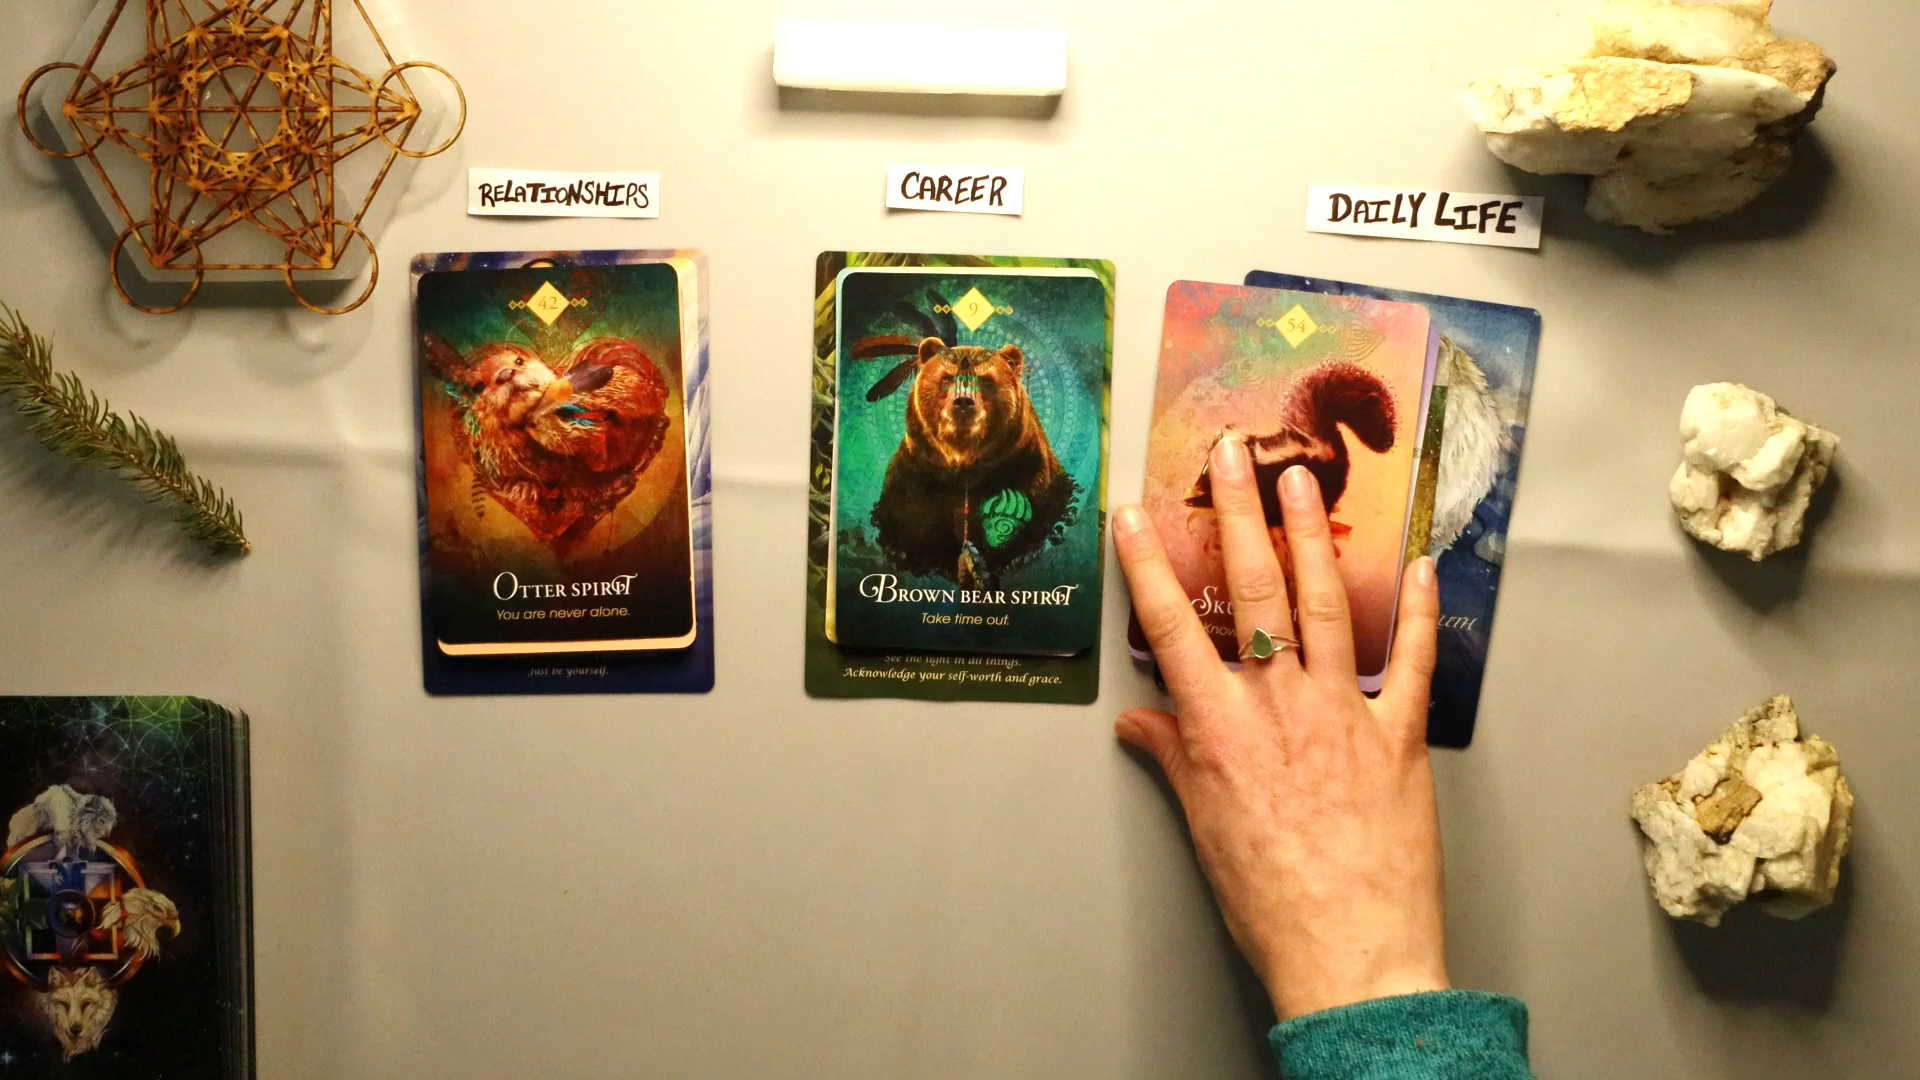 RELATIONSHIPS
CAREER
DAILY LIFE
42
OTTER SPIRIT
You are never alone.
Just be yourself.
9
BROWN BEAR SPIRIT
Take time out.
See the light in all things.
Acknowledge your self-worth and grace.
54